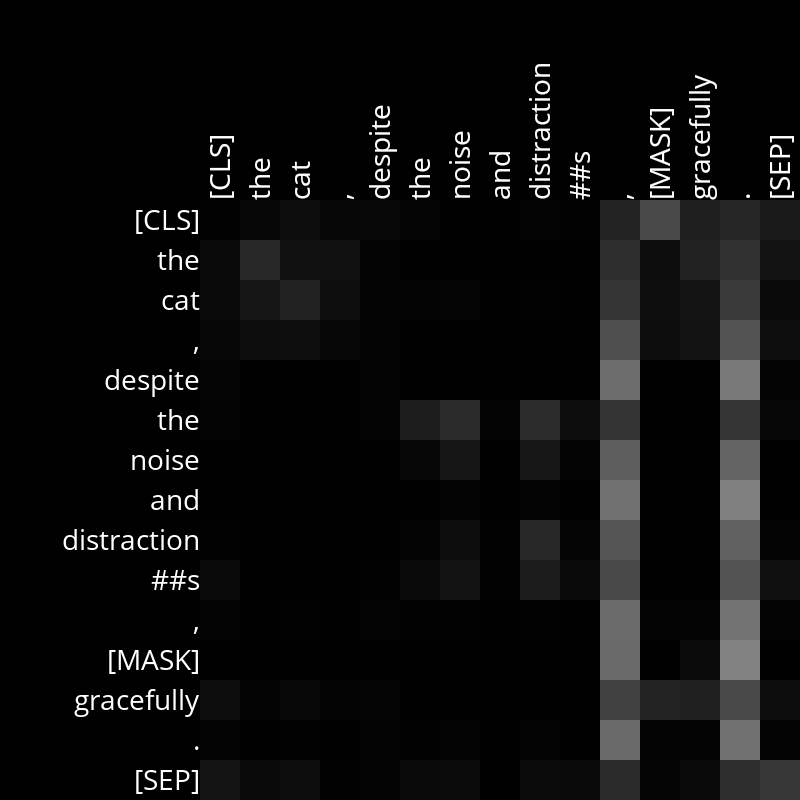 [CLS] the cat , despite the noise and distraction ##s , [MASK] gracefully . [SEP]
[CLS]
the
cat
,
despite
the
noise
and
distraction
##s
,
[MASK]
gracefully
.
[SEP]